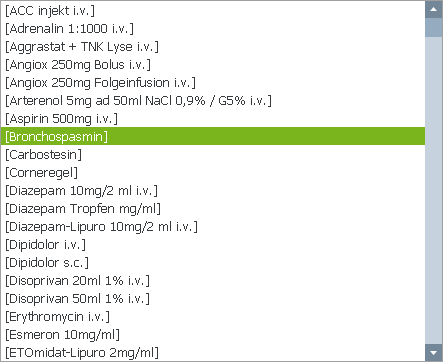 [ACC injekt i.v.]
[Adrenalin 1:1000 i.v.]
[Aggrastat + TNK Lyse i.v.]
[Angiox 250mg Bolus i.v.]
[Angiox 250mg Folgeinfusion i.v.]
[Arterenol 5mg ad 50ml NaCl 0,9% / G5% i.v.]
[Aspirin 500mg i.v.]
[Bronchospasmin]
[Carbostesin]
[Corneregel]
[Diazepam 10mg/2 ml i.v.]
[Diazepam Tropfen mg/ml]
[Diazepam-Lipuro 10mg/2 ml i.v.]
[Dipidolor i.v.]
[Dipidolor s.c.]
[Disoprivan 20ml 1% i.v.]
[Disoprivan 50ml 1% i.v.]
[Erythromycin i.v.]
[Esmeron 10mg/ml]
[ETOmidat-Lipuro 2mg/ml]